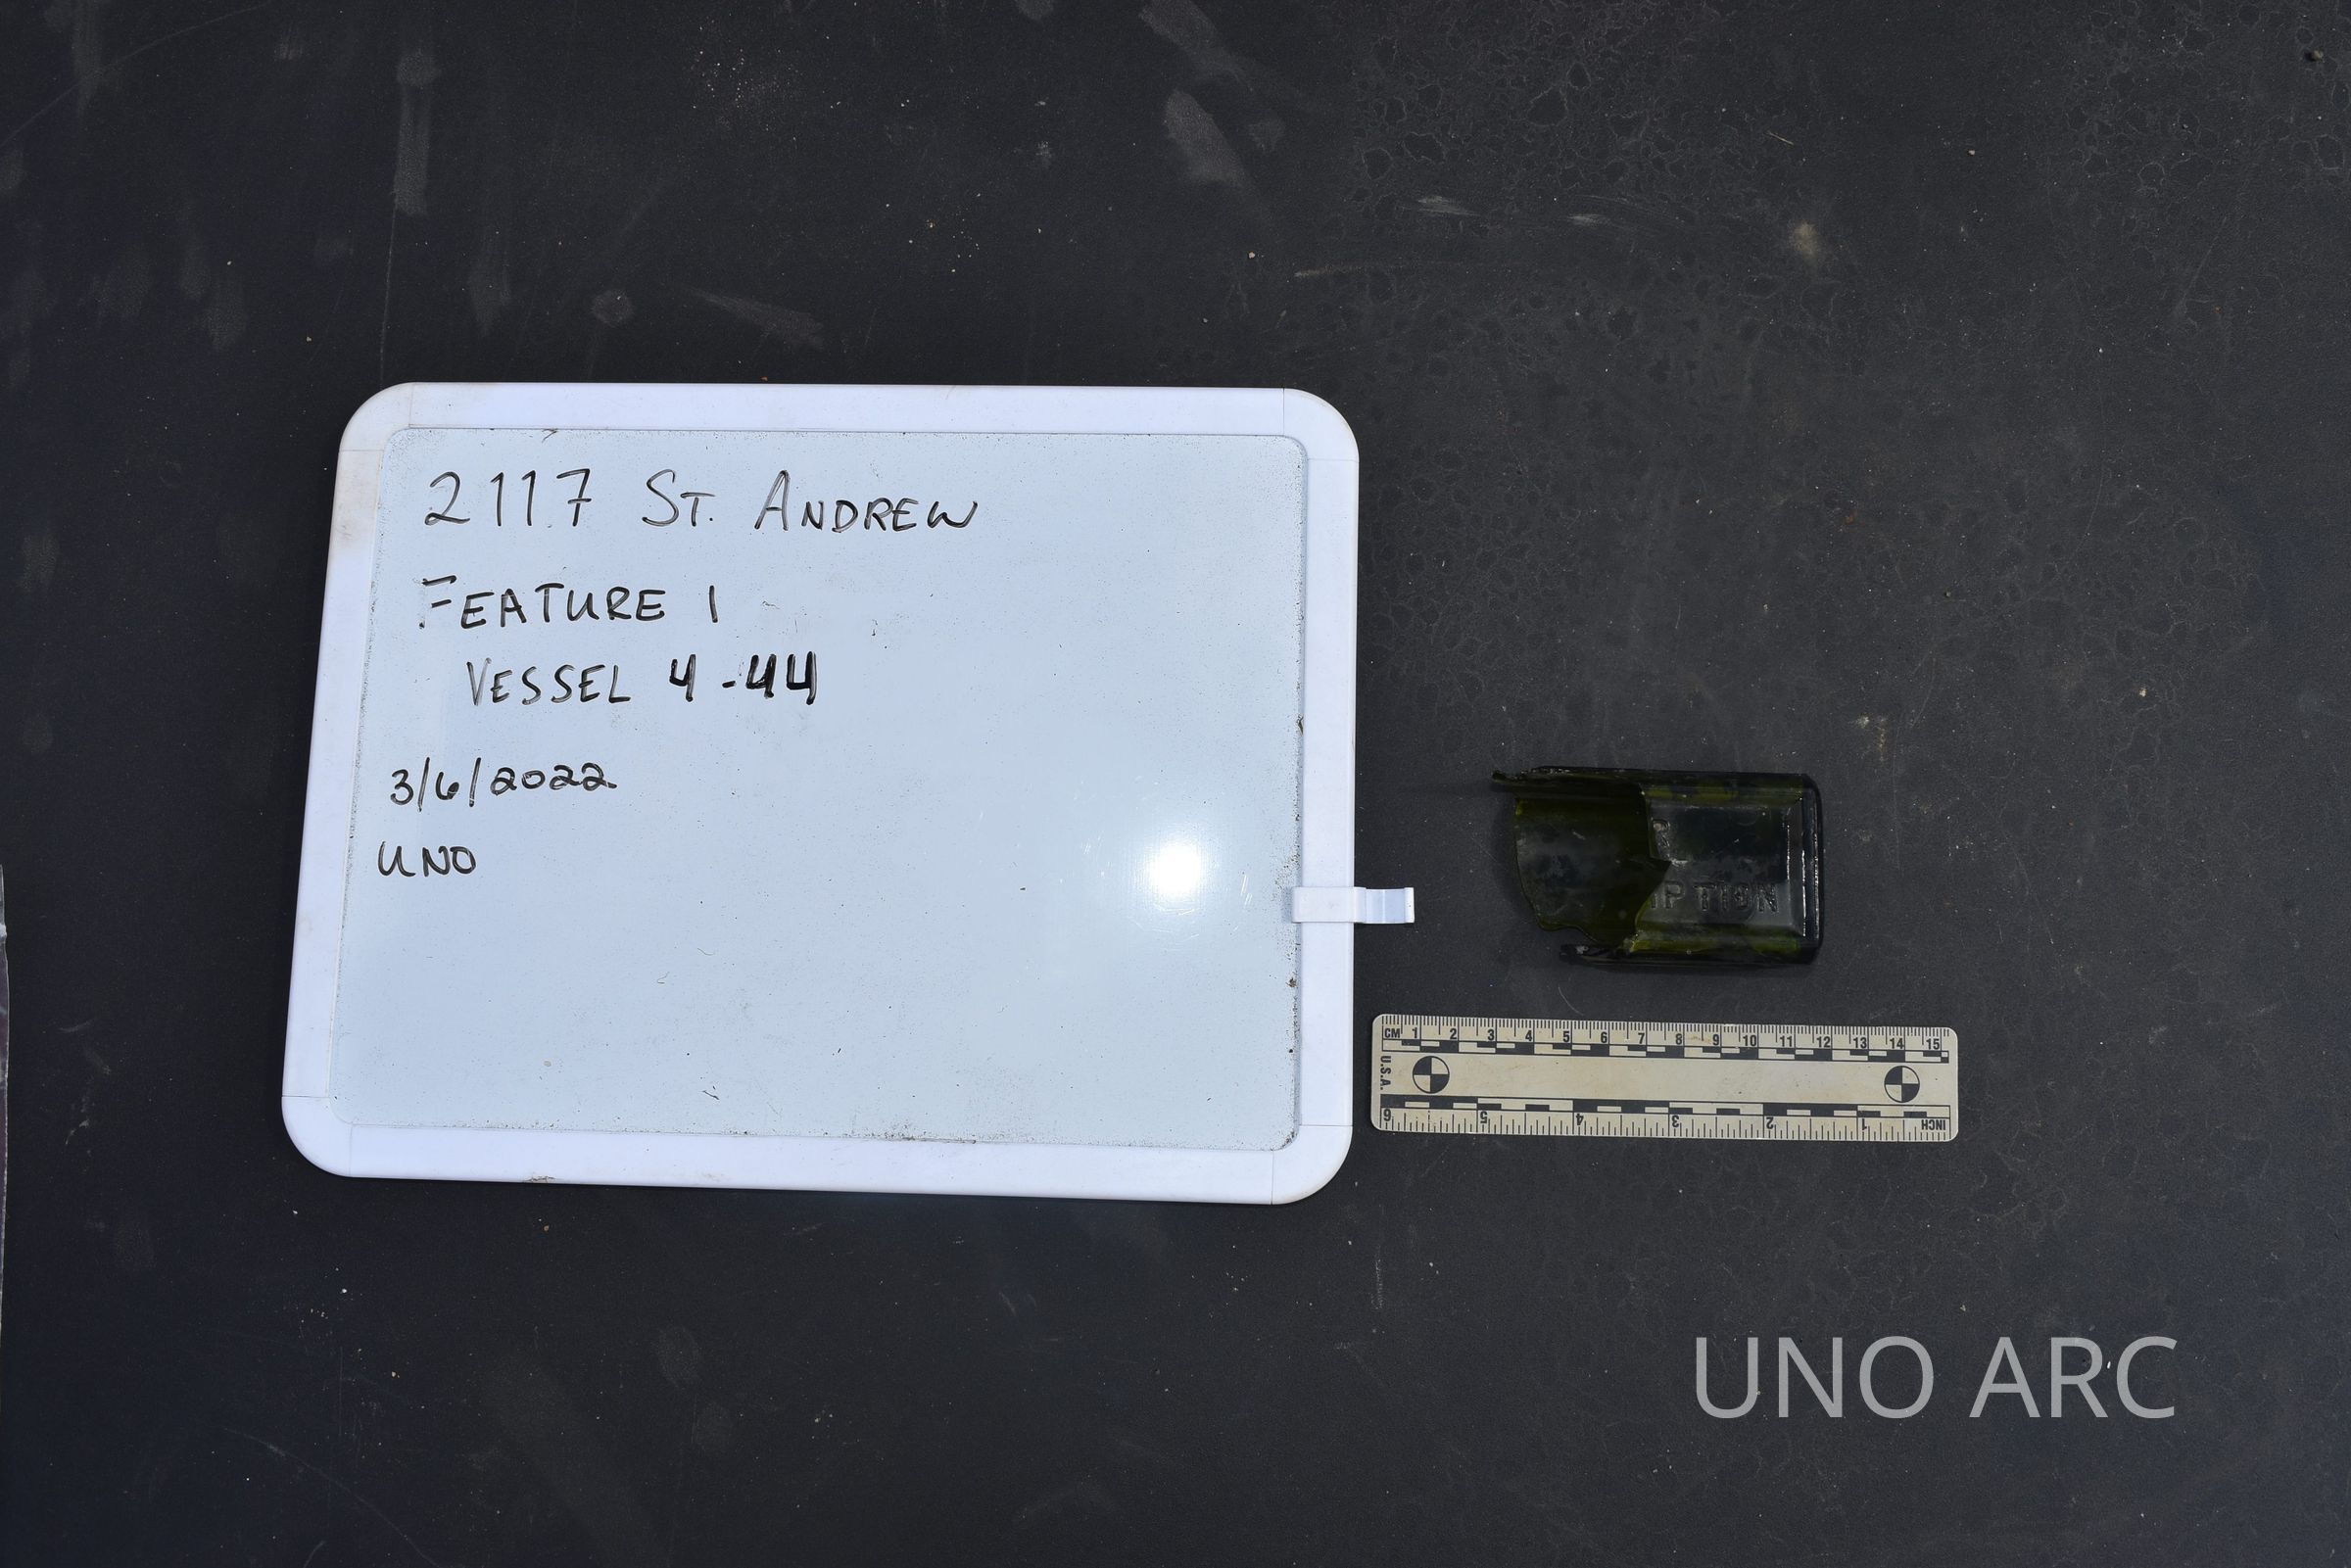 2117 ST. ANDREW
FEATURE 1
VESSEL 4-44
3/6/2022
UNO
PTION
CM 1 2 3 4 5 6 7 8 9 10 11 12 13 14 15
U.S.A.
6 5 4 3 2 1 INCH
UNO ARC